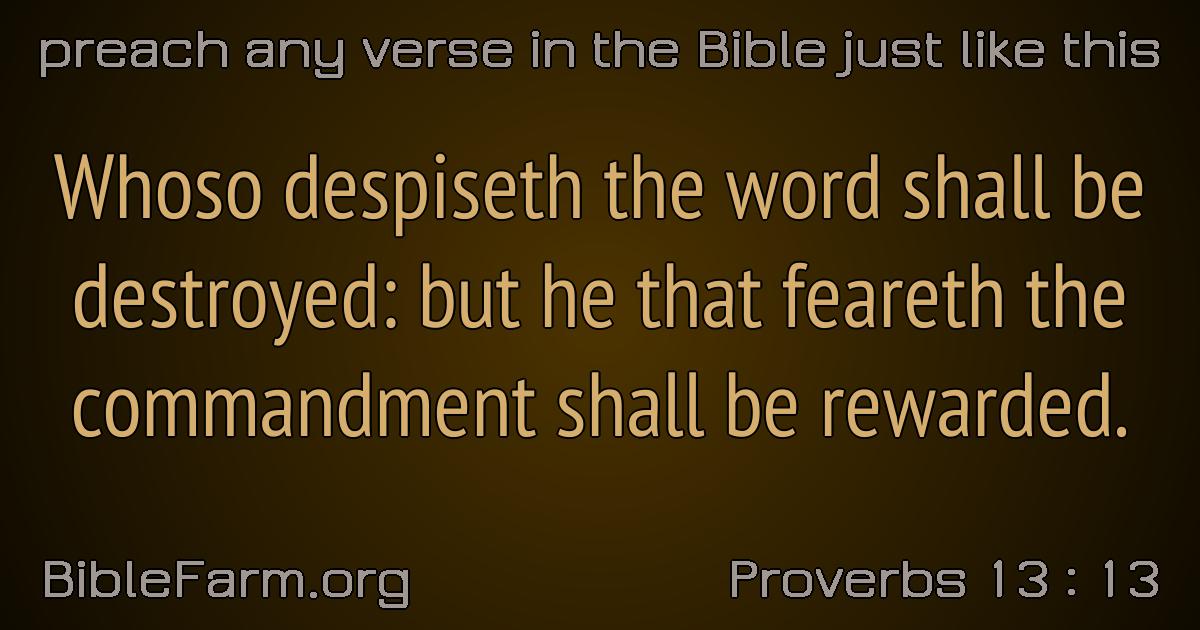 preach any verse in the Bible just like this
Whoso despiseth the word shall be
destroyed: but he that feareth the
commandment shall be rewarded.
BibleFarm.org
Proverbs 13 : 13